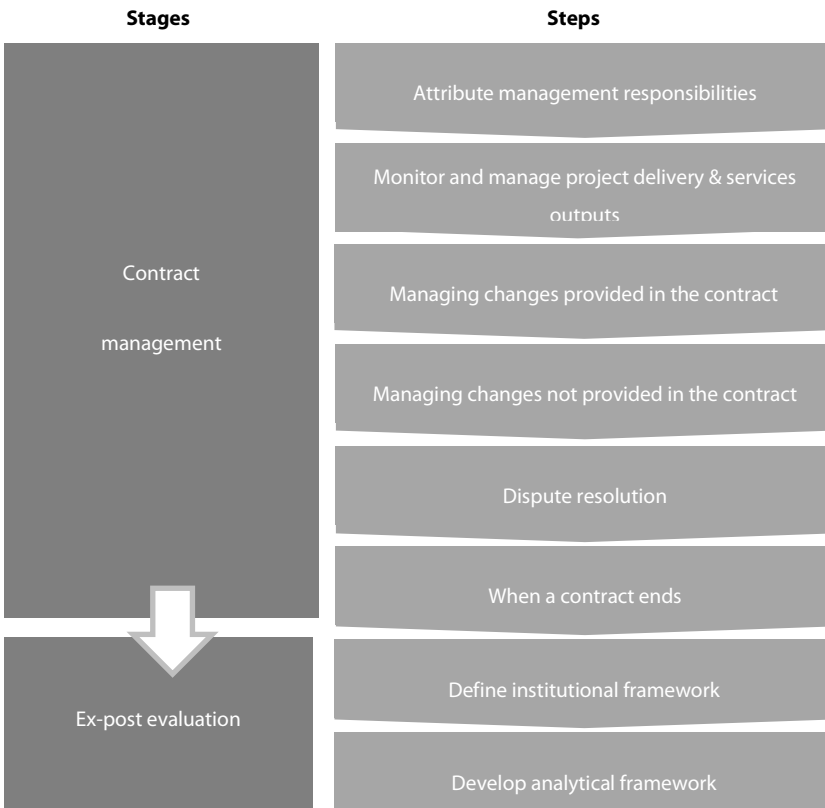 Stages
Steps
Contract
management
Attribute management responsibilities
Monitor and manage project delivery & services
outputs
Managing changes provided in the contract
Managing changes not provided in the contract
Dispute resolution
When a contract ends
Ex-post evaluation
Define institutional framework
Develop analytical framework